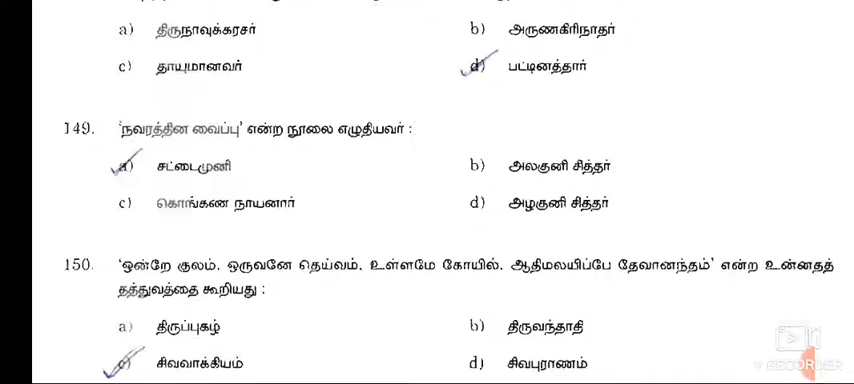 a) திருநாவுக்கரசர் b) அருணகிரிநாதர்
c) தாயுமானவர் d) பட்டினத்தார்
149. 'நவரத்தின வைப்பு' என்ற நூலை எழுதியவர் :
a) சட்டைமுனி b) அலகுனி சித்தர்
c) கொங்கண நாயனார் d) அழகுனி சித்தர்
150. 'ஒன்றே குலம், ஒருவனே தெய்வம், உள்ளமே கோயில், ஆதிமலயிப்பே தேவானந்தம்' என்ற உன்னதத்
தத்துவத்தை கூறியது :
a) திருப்புகழ் b) திருவந்தாதி
c) சிவவாக்கியம் d) சிவபுராணம்
V RECORDER